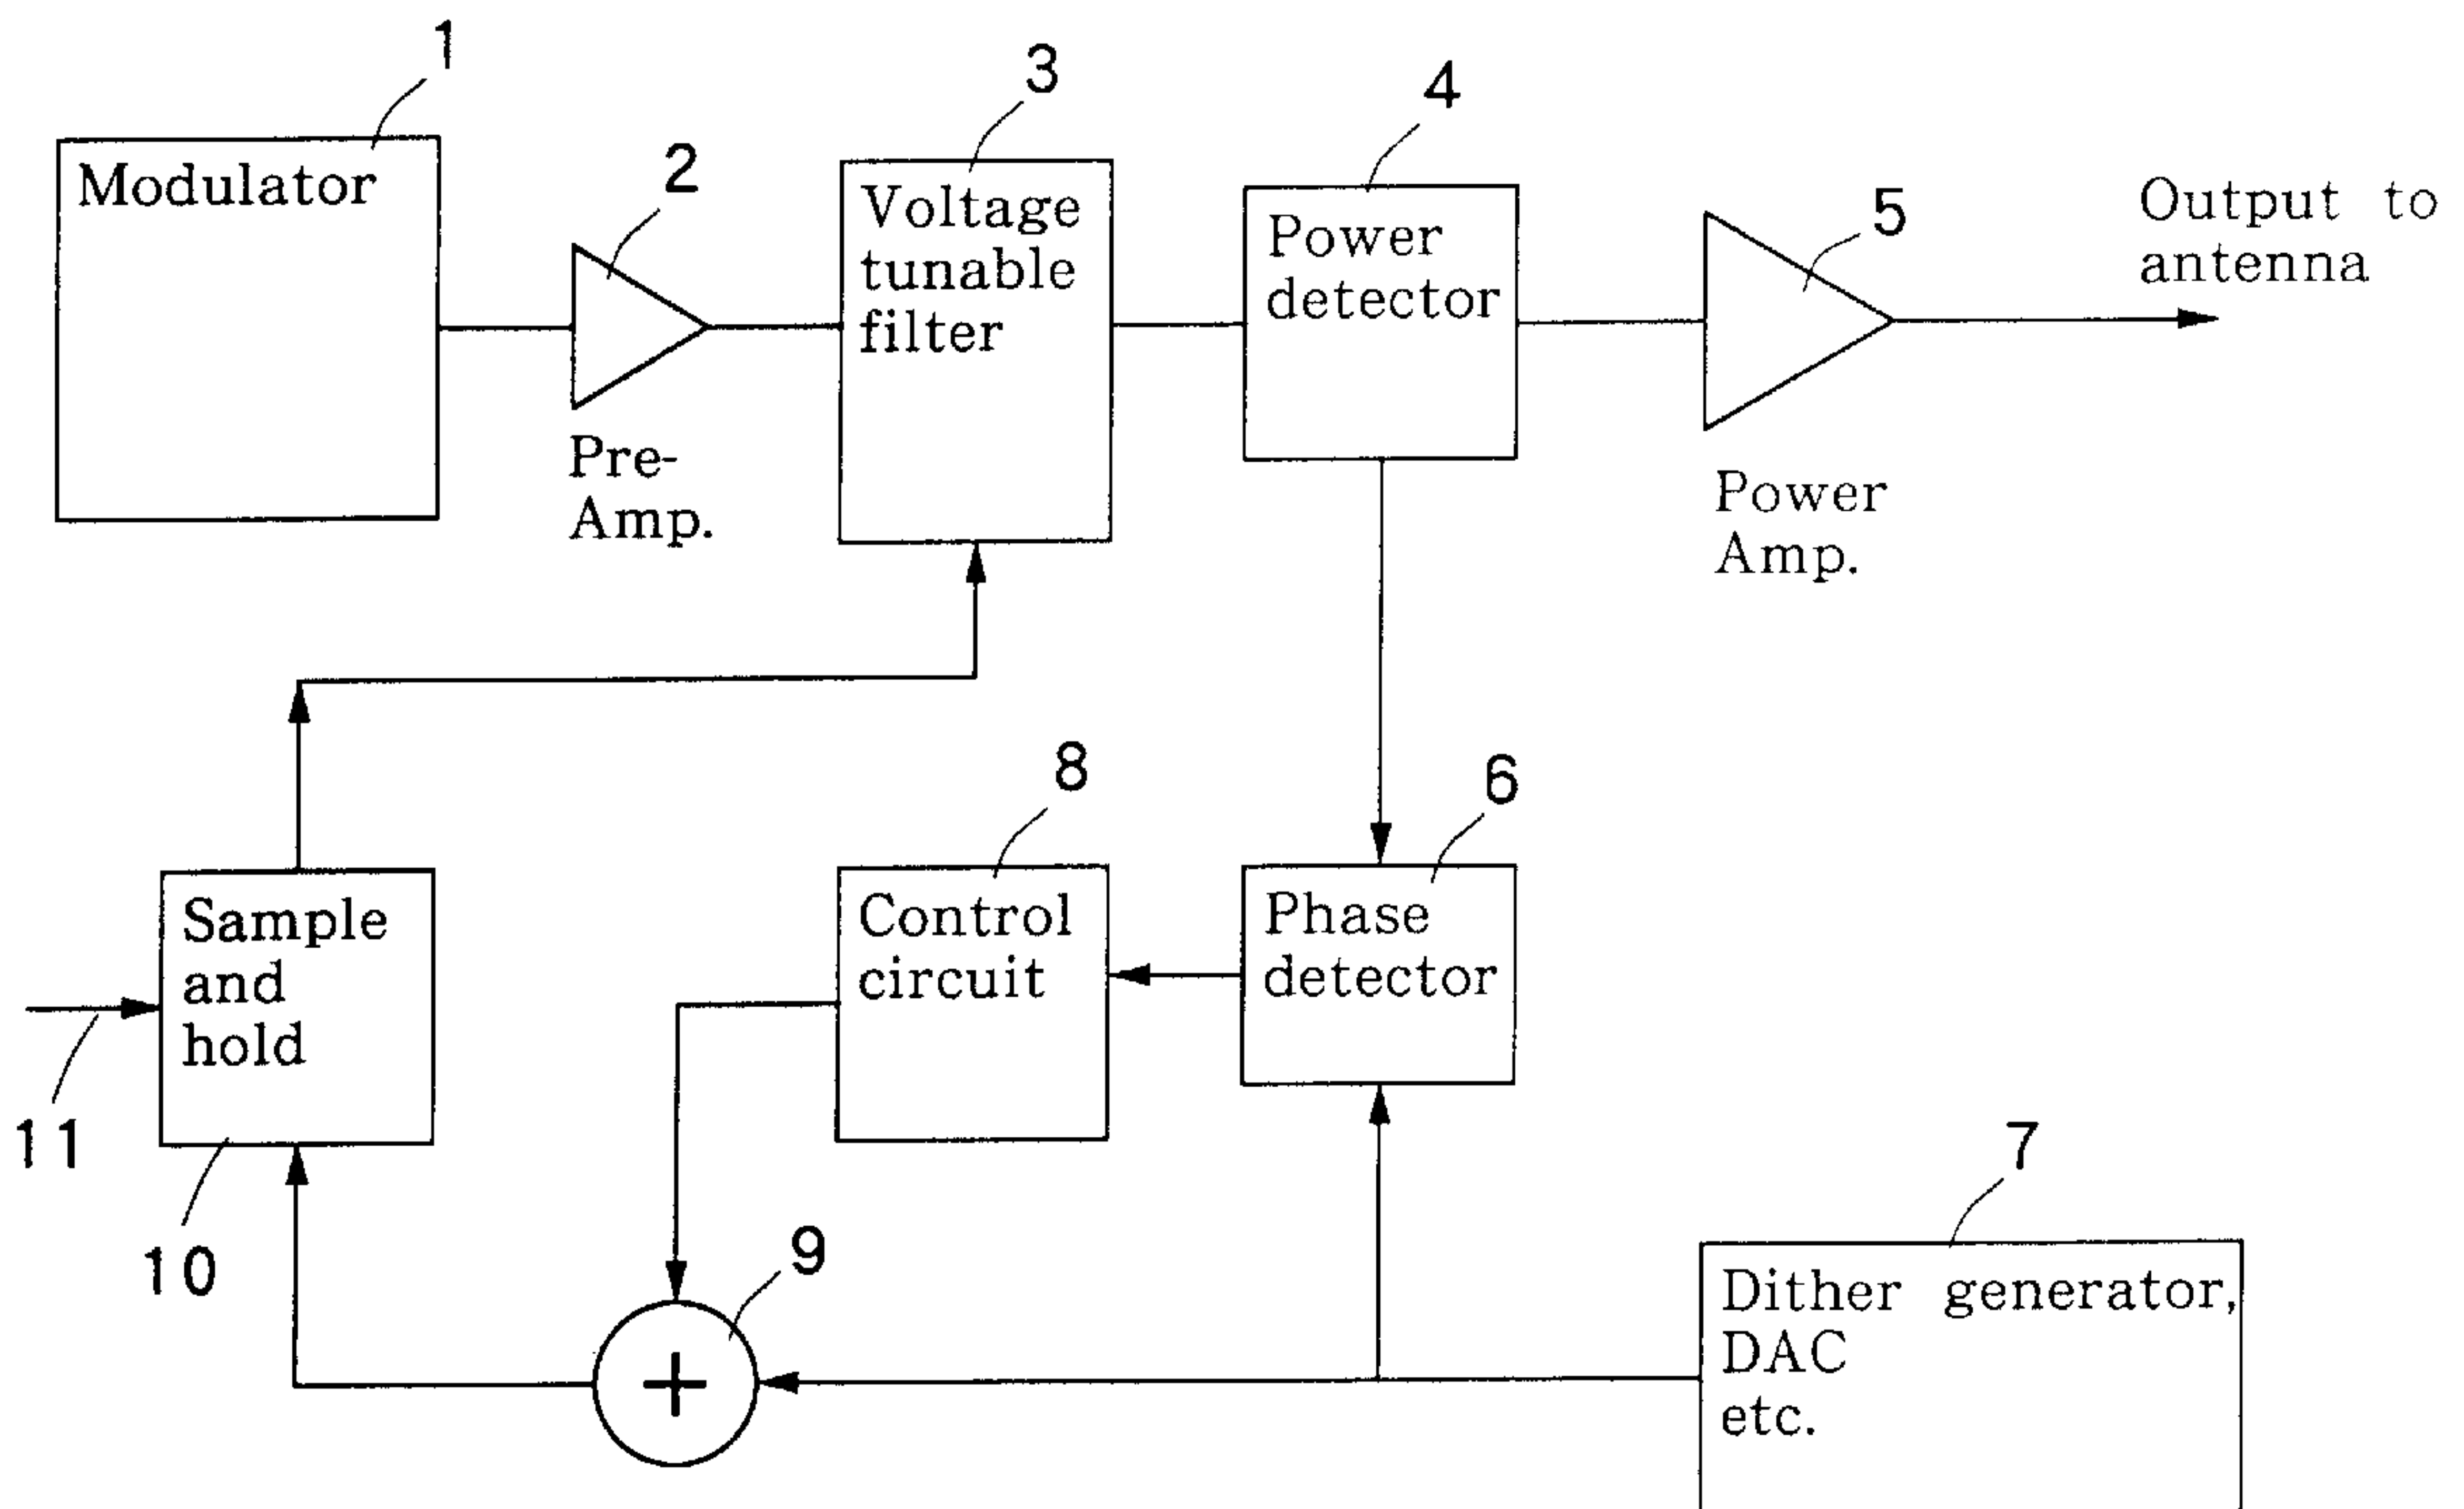 1
Modulator
2
Pre-
Amp.
3
Voltage
tunable
filter
4
Power
detector
5
Power
Amp.
Output to
antenna
Sample
and
hold
11
10
8
Control
circuit
6
Phase
detector
9
+
7
Dither generator,
DAC
etc.